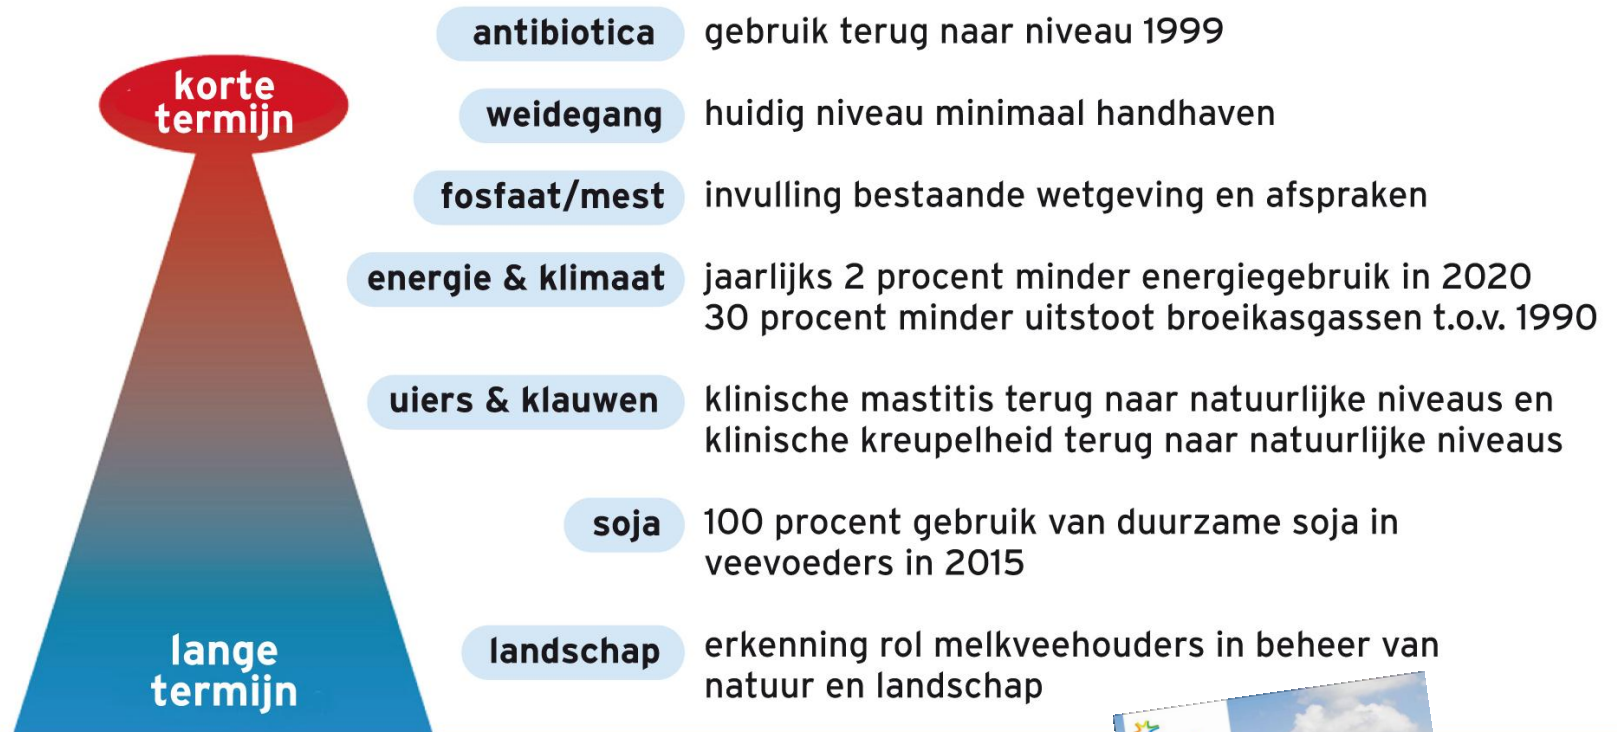 korte
termijn
antibiotica gebruik terug naar niveau 1999
weidegang huidig niveau minimaal handhaven
fosfaat/mest invulling bestaande wetgeving en afspraken
energie & klimaat jaarlijks 2 procent minder energiegebruik in 2020
30 procent minder uitstoot broeikasgassen t.o.v. 1990
uiers & klauwen klinische mastitis terug naar natuurlijke niveaus en
klinische kreupelheid terug naar natuurlijke niveaus
soja 100 procent gebruik van duurzame soja in
veevoeders in 2015
landschap erkenning rol melkveehouders in beheer van
natuur en landschap
lange
termijn